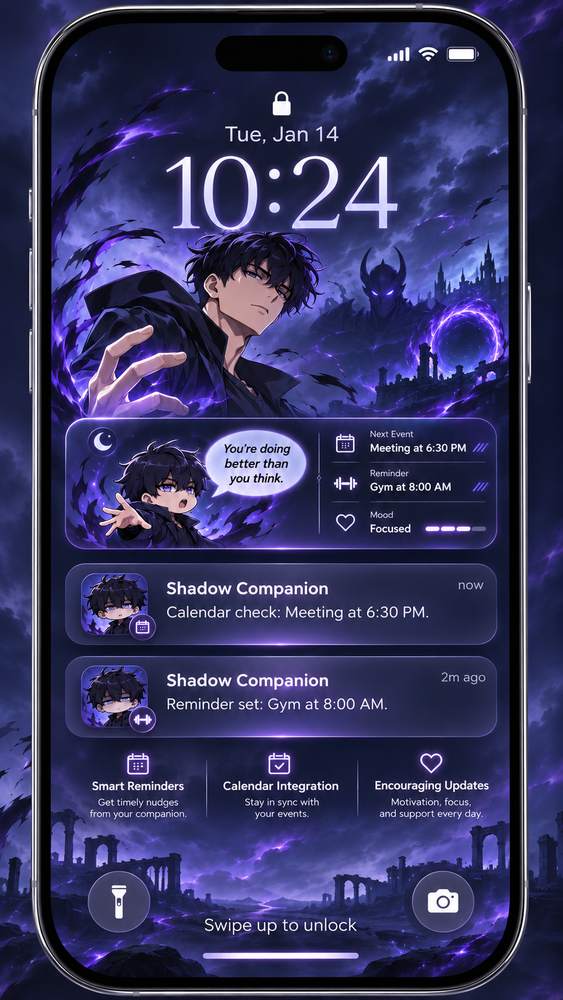 Tue, Jan 14
10:24
You're doing
better than
you think.
Next Event
Meeting at 6:30 PM
Reminder
Gym at 8:00 AM
Mood
Focused
Shadow Companion
now
Calendar check: Meeting at 6:30 PM.
Shadow Companion
2m ago
Reminder set: Gym at 8:00 AM.
Smart Reminders
Get timely nudges
from your companion.
Calendar Integration
Stay in sync with
your events.
Encouraging Updates
Motivation, focus,
and support every day.
Swipe up to unlock